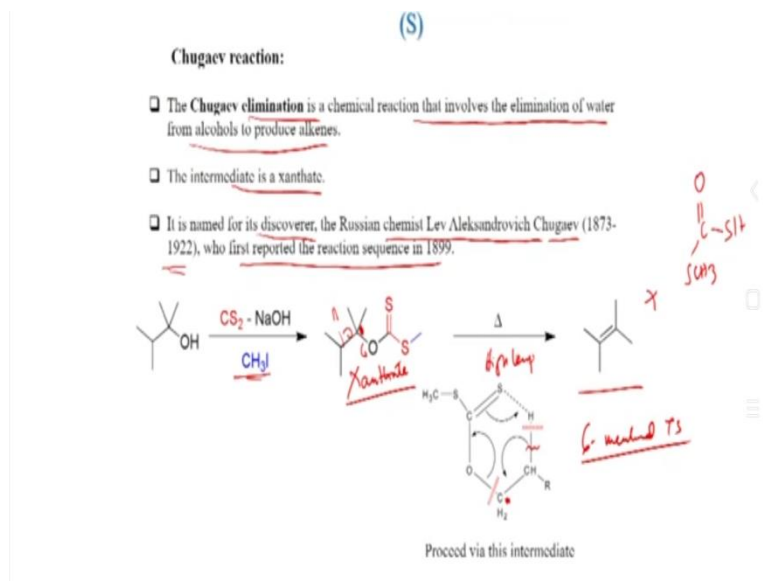 (S)
Chugaev reaction:
❑ The Chugaev elimination is a chemical reaction that involves the elimination of water
from alcohols to produce alkenes.
❑ The intermediate is a xanthate.
❑ It is named for its discoverer, the Russian chemist Lev Aleksandrovich Chugaev (1873-
1922), who first reported the reaction sequence in 1899.
O
C-SH
SCH3
CS₂ - NaOH
CH₃I
OH
S
O
S
6
Xanthate
Δ
H₃C-S
S
H
C
O
CH
R
C
H₂
6-membered TS
Proceed via this intermediate